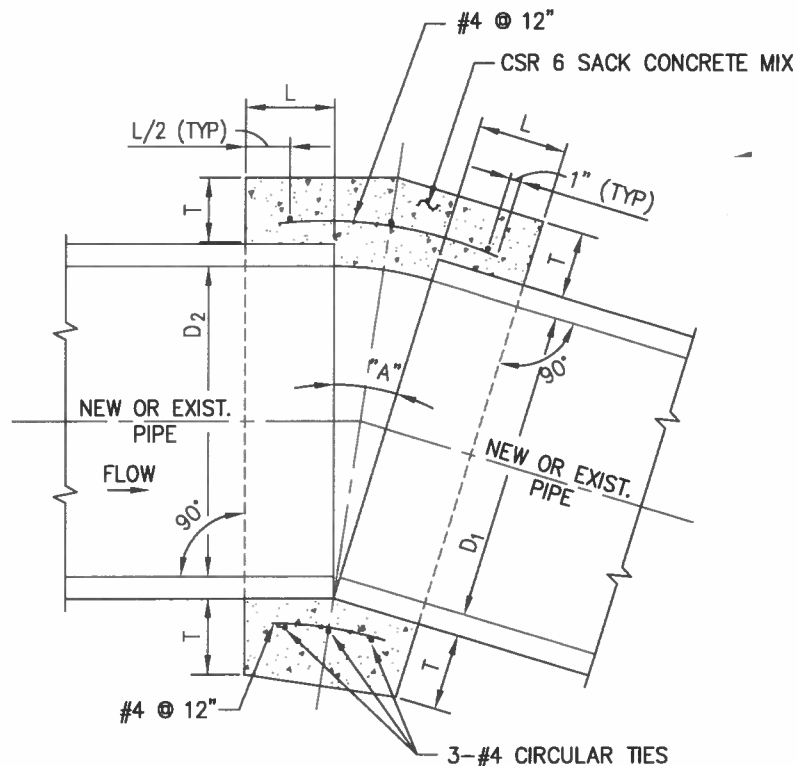 #4 @ 12"
CSR 6 SACK CONCRETE MIX
L
L
L/2 (TYP)
1" (TYP)
T
T
D2
"A"
90°
NEW OR EXIST.
PIPE
NEW OR EXIST.
PIPE
FLOW
90°
D1
T
T
#4 @ 12"
3-#4 CIRCULAR TIES